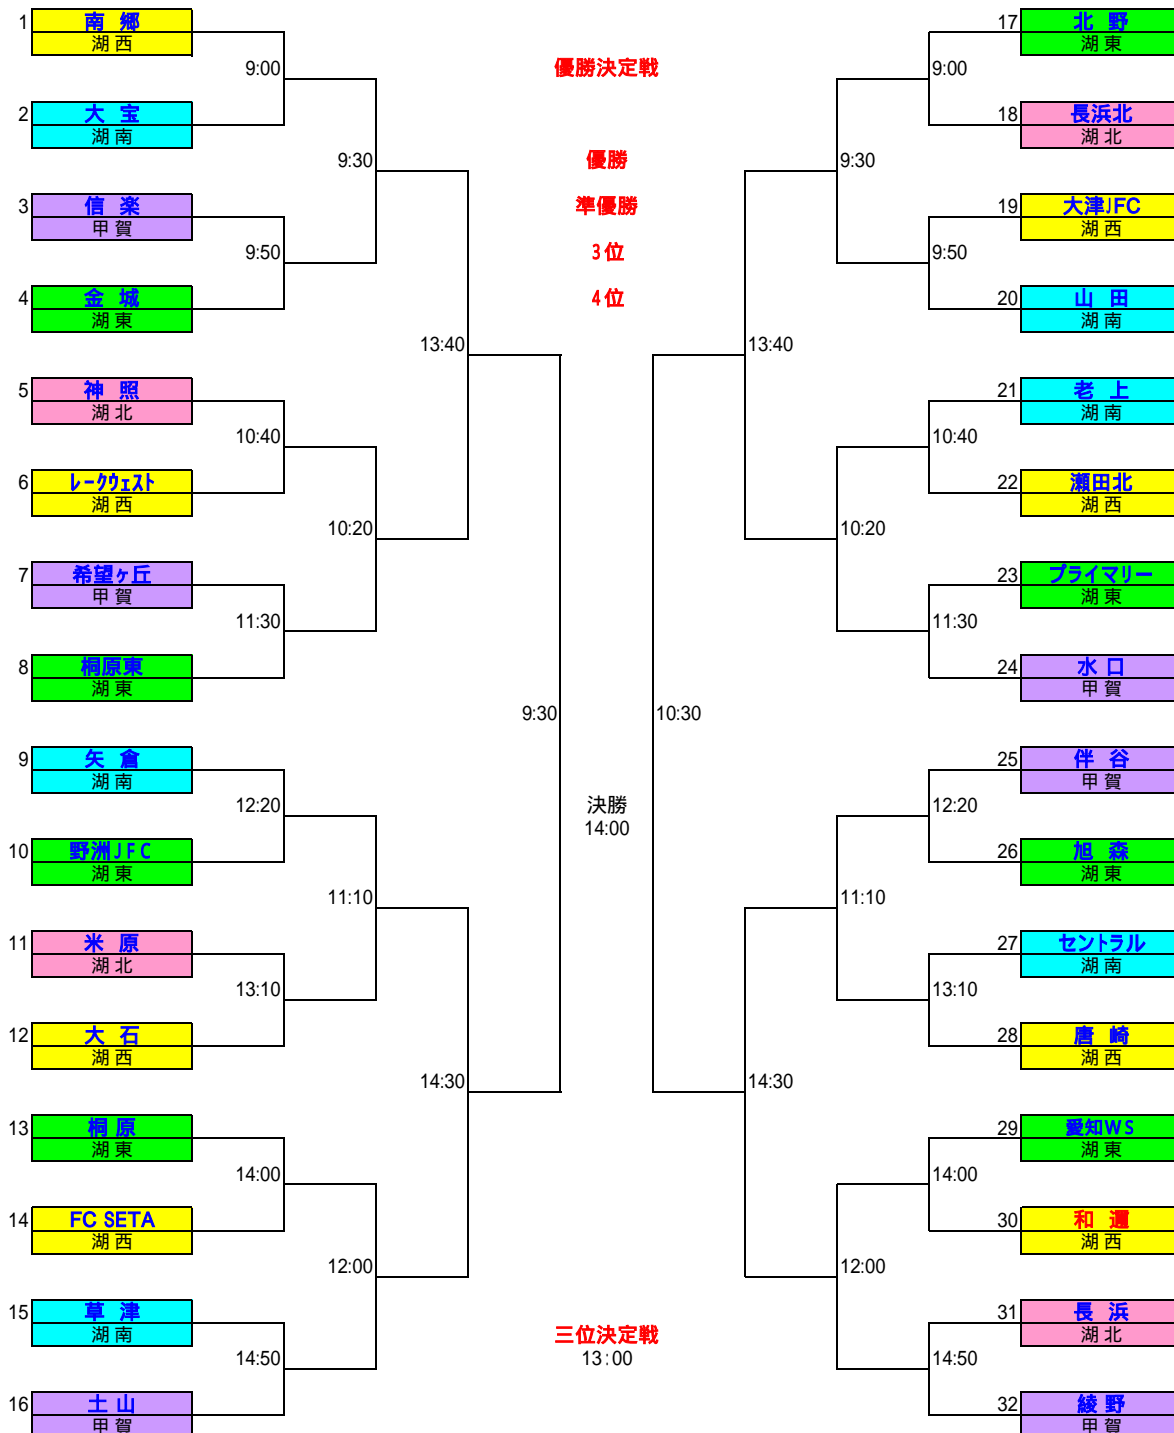 1 南 郷
湖 西
9:00
2 大 宝
湖 南
9:30
3 信 楽
甲 賀
9:50
4 金 城
湖 東
13:40
5 神 照
湖 北
10:40
6 レークウェスト
湖 西
10:20
7 希望ヶ丘
甲 賀
11:30
8 桐原東
湖 東
9:30
9 矢 倉
湖 南
12:20
10 野洲JFC
湖 東
11:10
11 米 原
湖 北
13:10
12 大 石
湖 西
14:30
13 桐 原
湖 東
14:00
14 FC SETA
湖 西
12:00
15 草 津
湖 南
14:50
16 土 山
甲 賀
優勝決定戦
優勝
準優勝
3位
4位
決勝
14:00
三位決定戦
13:00
17 北 野
湖 東
9:00
18 長浜北
湖 北
9:30
19 大津JFC
湖 西
9:50
20 山 田
湖 南
13:40
21 老 上
湖 南
10:40
22 瀬田北
湖 西
10:20
23 プライマリー
湖 東
11:30
24 水 口
甲 賀
10:30
25 伴 谷
甲 賀
12:20
26 旭 森
湖 東
11:10
27 セントラル
湖 南
13:10
28 唐 崎
湖 西
14:30
29 愛知WS
湖 東
14:00
30 和 邇
湖 西
12:00
31 長 浜
湖 北
14:50
32 綾 野
甲 賀